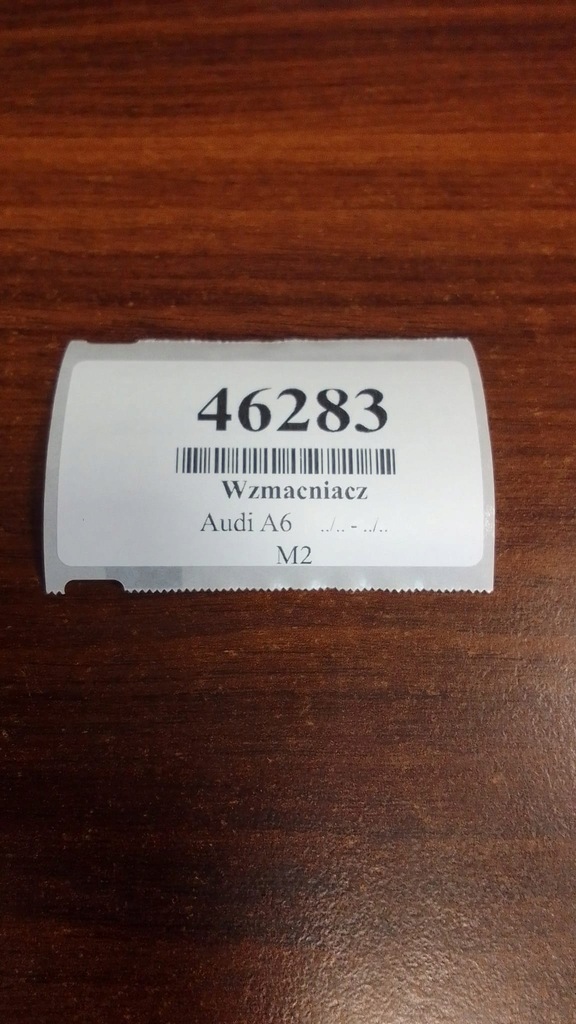 46283
Wzmacniacz
Audi A6 ../.. - ../..
M2